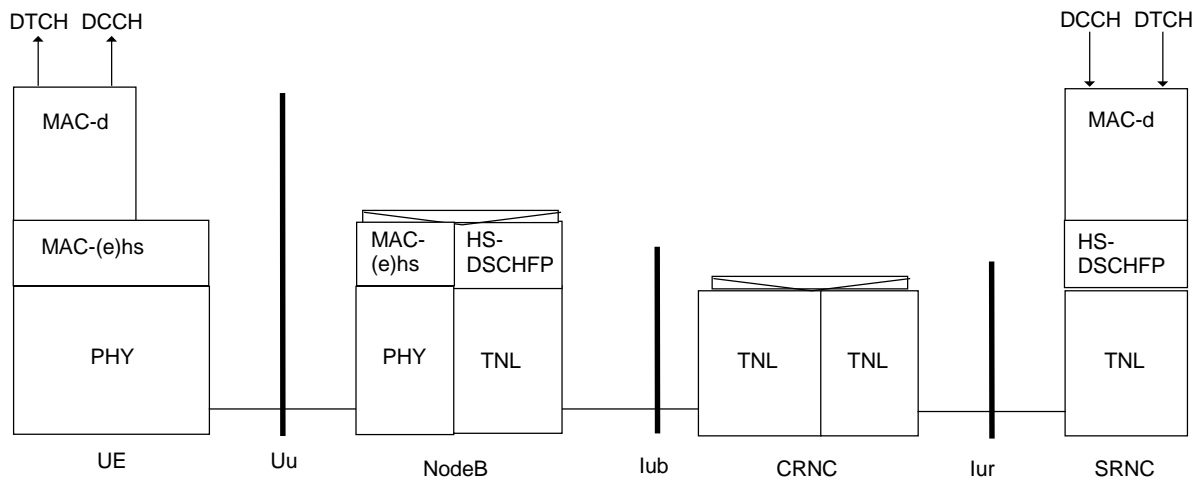 DTCH DCCH
DCCH DTCH
MAC-d
MAC-d
MAC-(e)hs
MAC-
(e)hs
HS-
DSCHFP
HS-
DSCHFP
PHY
PHY
TNL
TNL
TNL
TNL
UE
Uu
NodeB
Iub
CRNC
Iur
SRNC